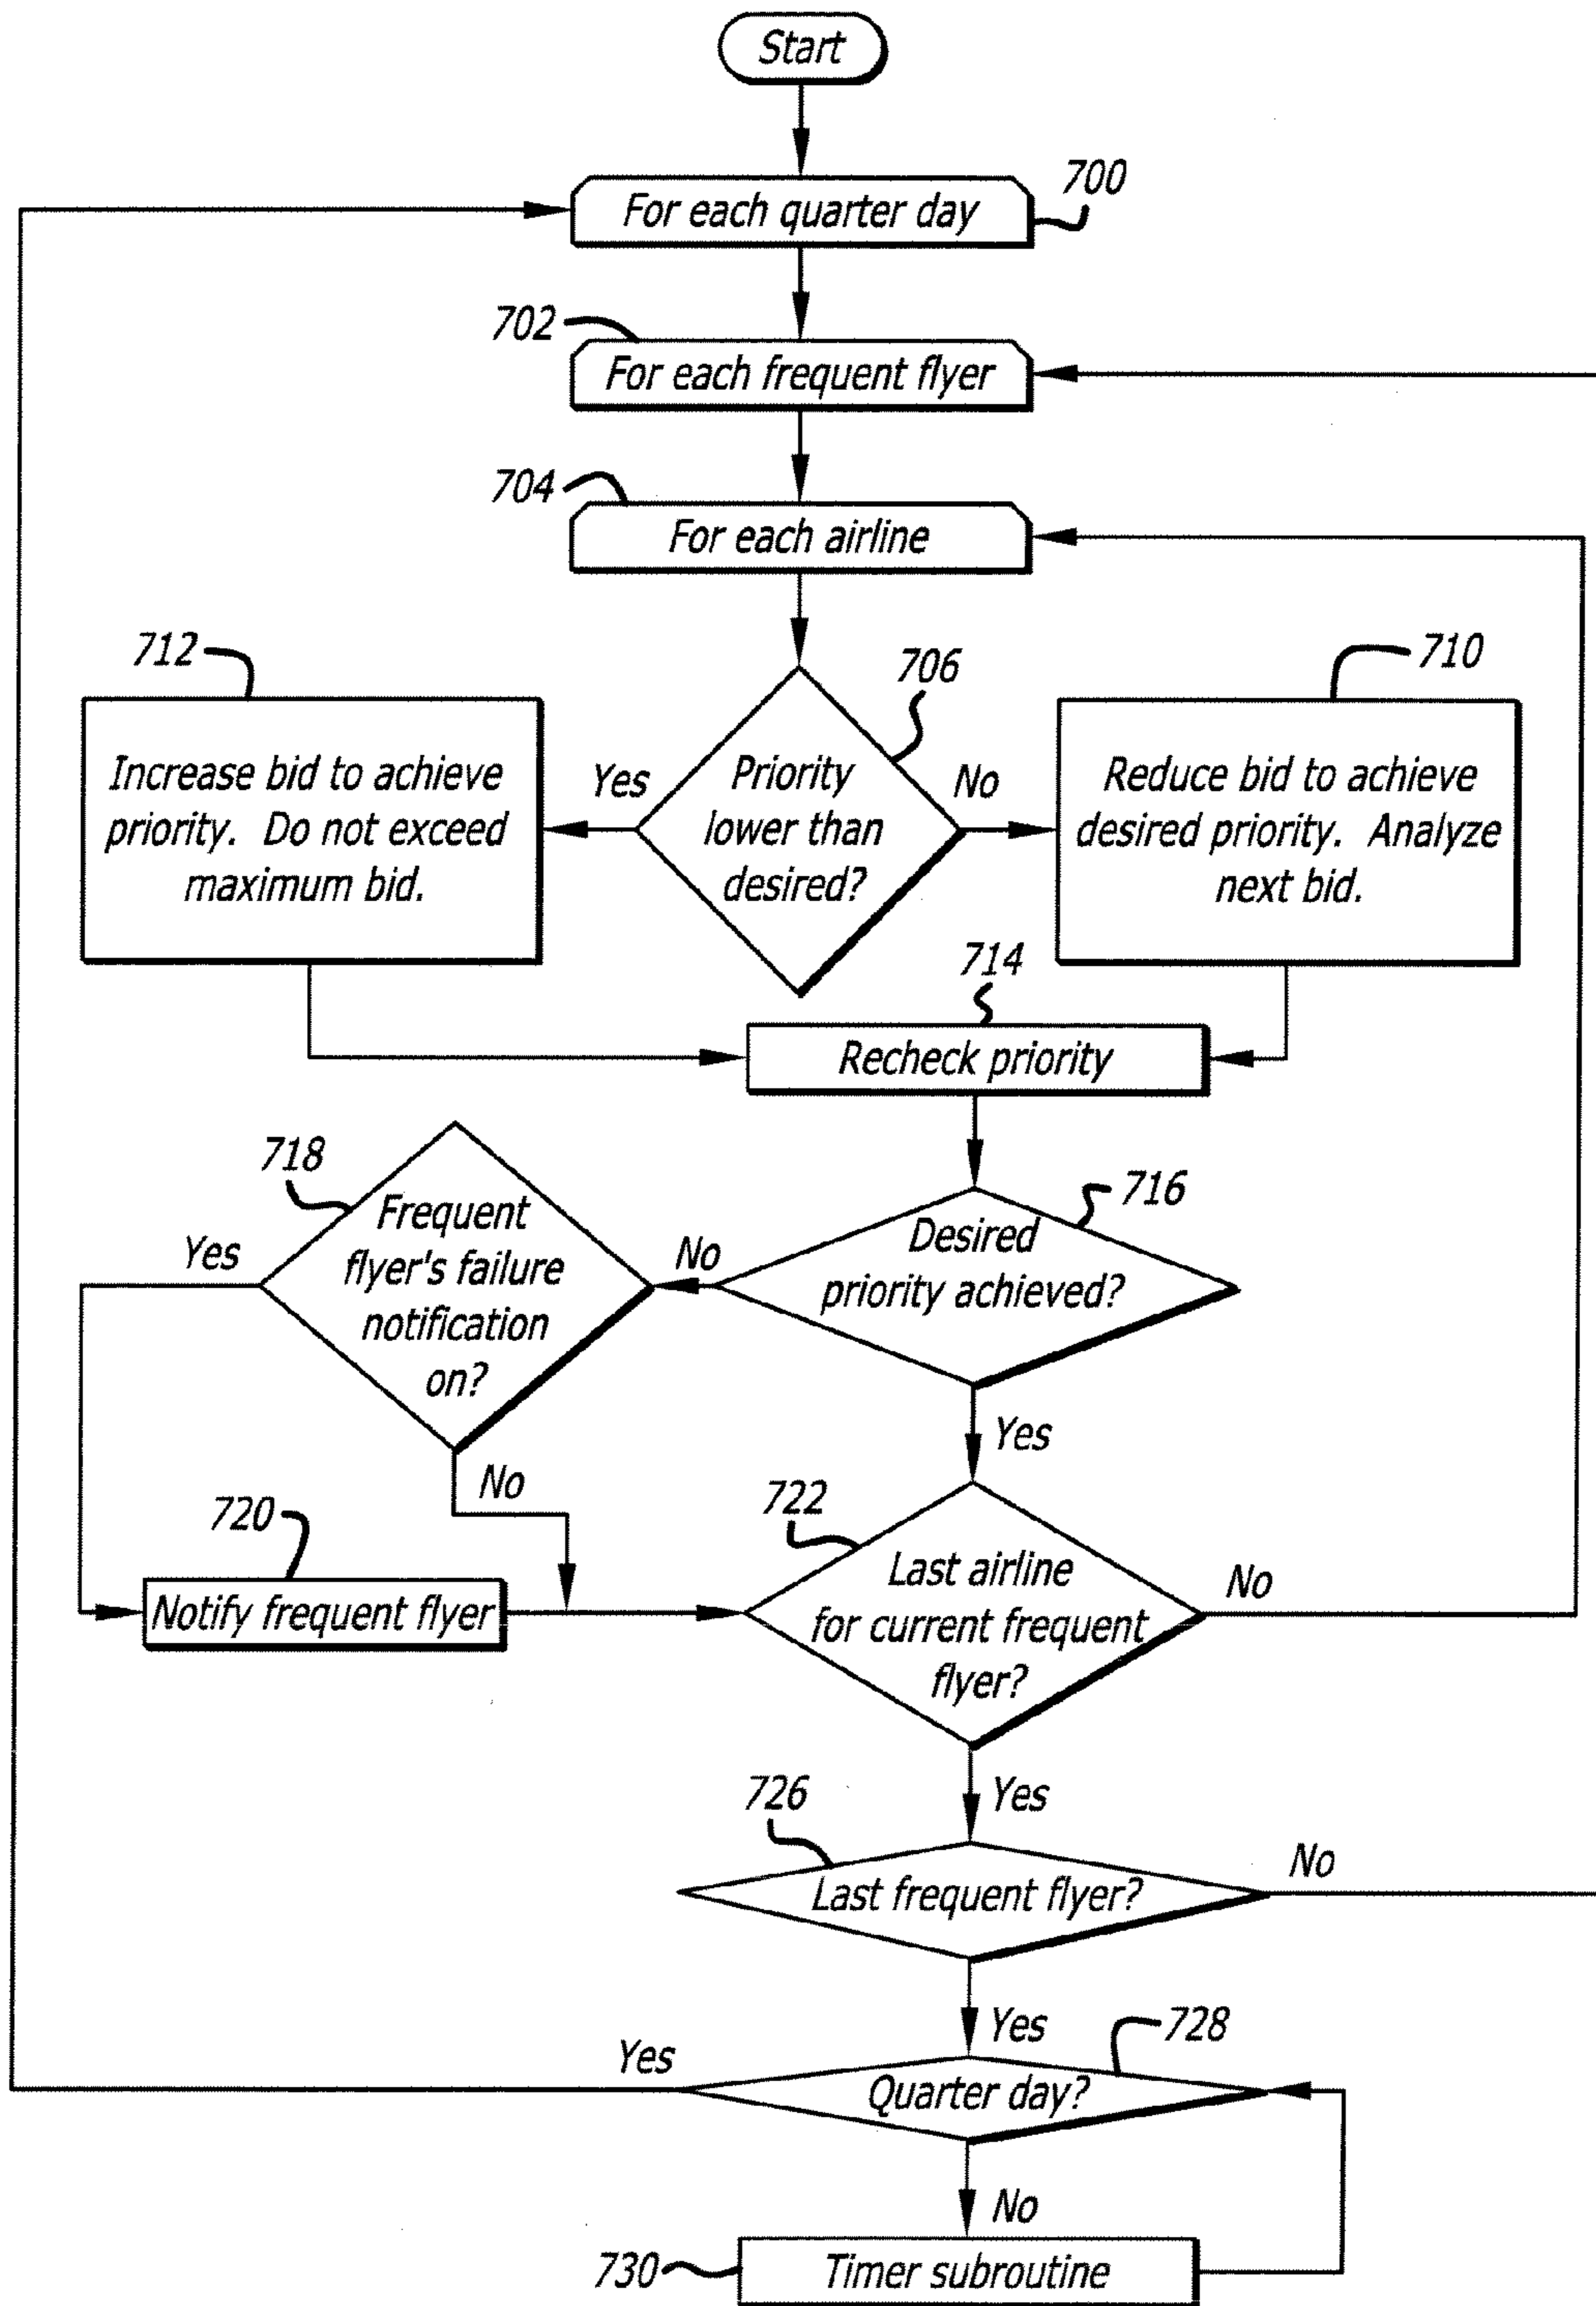 Start
For each quarter day
700
702
For each frequent flyer
704
For each airline
712
706
710
Increase bid to achieve
priority. Do not exceed
maximum bid.
Yes
Priority
lower than
desired?
No
Reduce bid to achieve
desired priority. Analyze
next bid.
714
Recheck priority
718
Frequent
flyer's failure
notification
on?
Yes
No
716
Desired
priority achieved?
No
Yes
720
Notify frequent flyer
722
Last airline
for current frequent
flyer?
No
Yes
726
Last frequent flyer?
No
Yes
728
Yes
Quarter day?
No
730
Timer subroutine